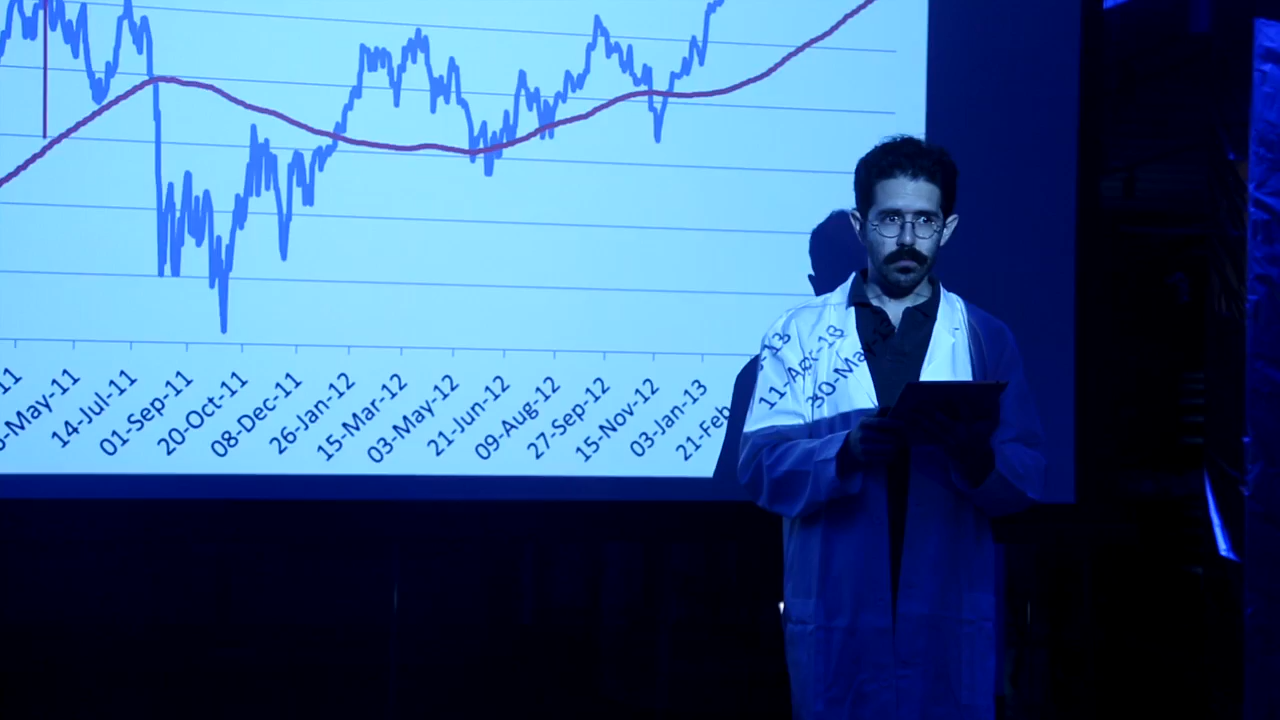 14-Jul-11
01-Sep-11
20-Oct-11
08-Dec-11
26-Jan-12
15-Mar-12
03-May-12
21-Jun-12
09-Aug-12
27-Sep-12
15-Nov-12
03-Jan-13
21-Feb
11-Apr-13
30-May